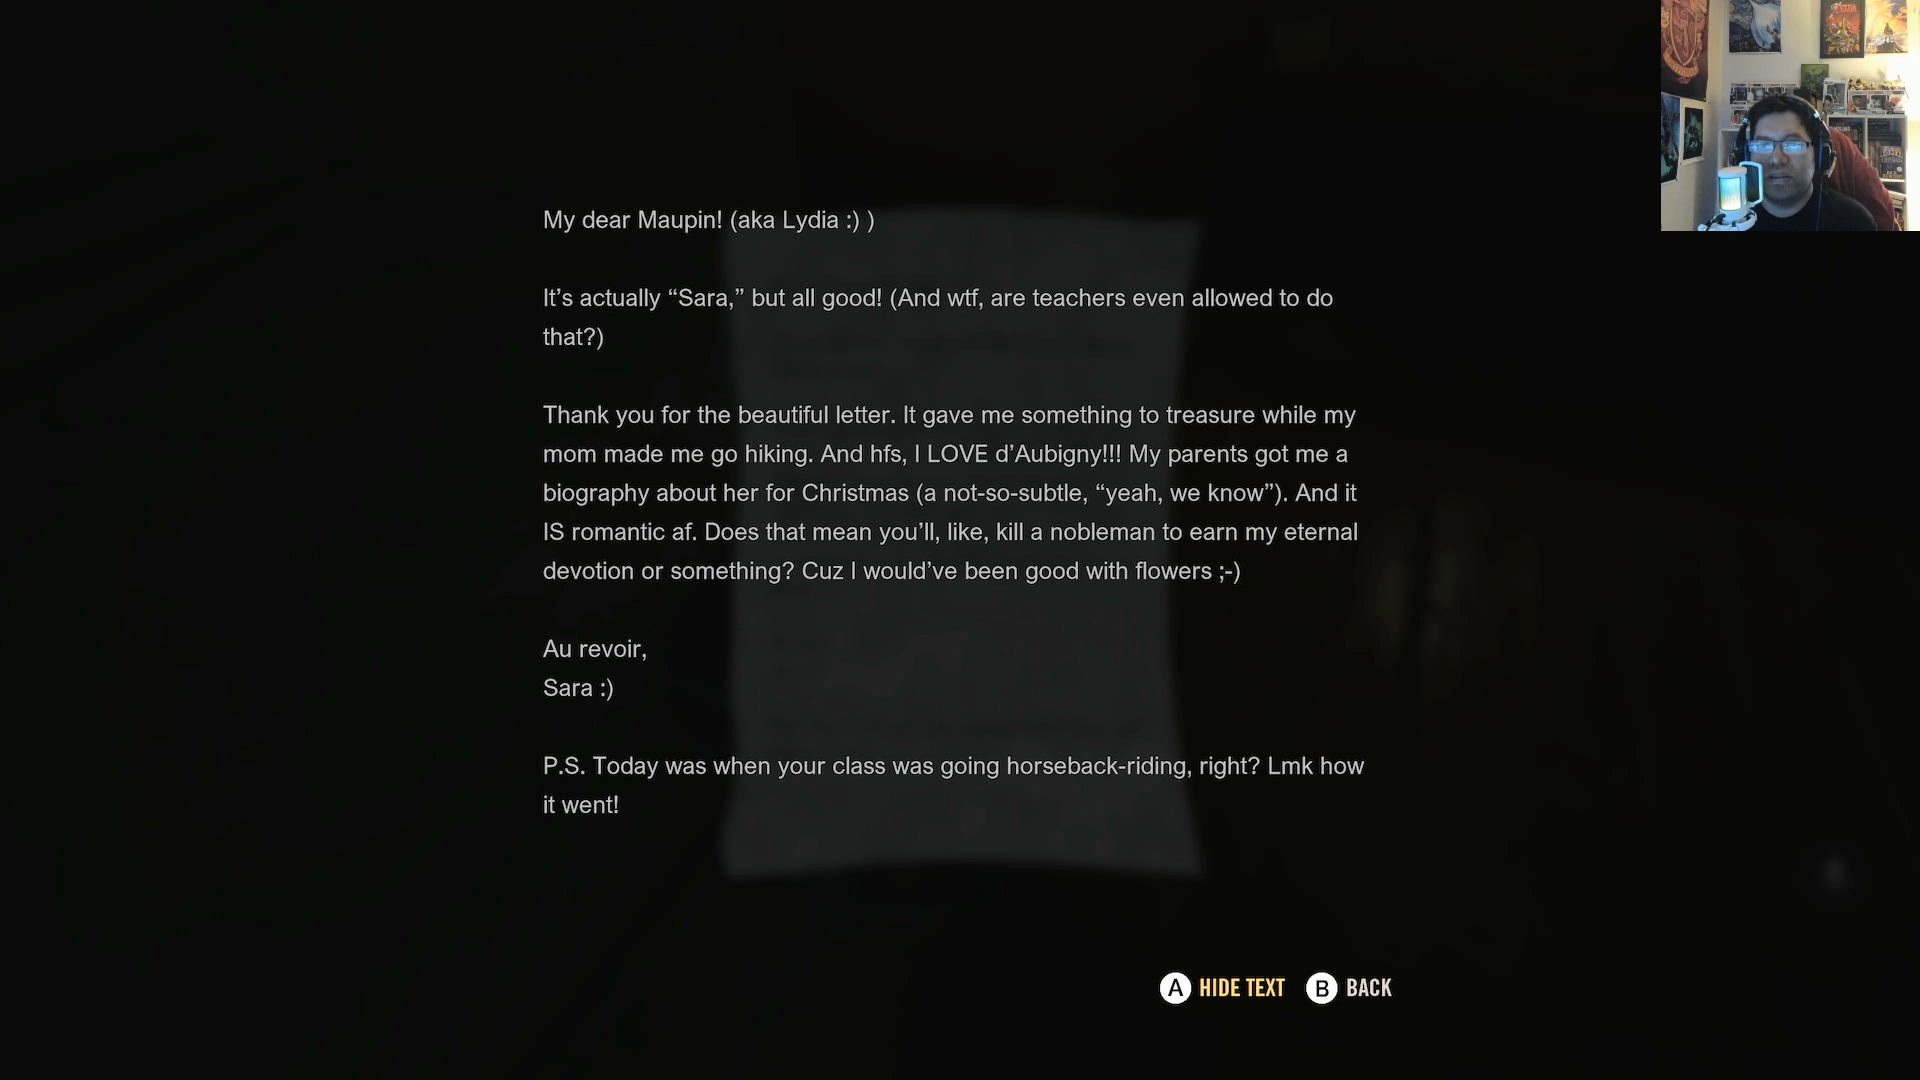 My dear Maupin! (aka Lydia :) )
It's actually “Sara,” but all good! (And wtf, are teachers even allowed to do
that?)
Thank you for the beautiful letter. It gave me something to treasure while my
mom made me go hiking. And hfs, I LOVE d’Aubigny!!! My parents got me a
biography about her for Christmas (a not-so-subtle, “yeah, we know”). And it
IS romantic af. Does that mean you’ll, like, kill a nobleman to earn my eternal
devotion or something? Cuz I would’ve been good with flowers ;-)
Au revoir,
Sara :)
P.S. Today was when your class was going horseback-riding, right? Lmk how
it went!
A HIDE TEXT B BACK